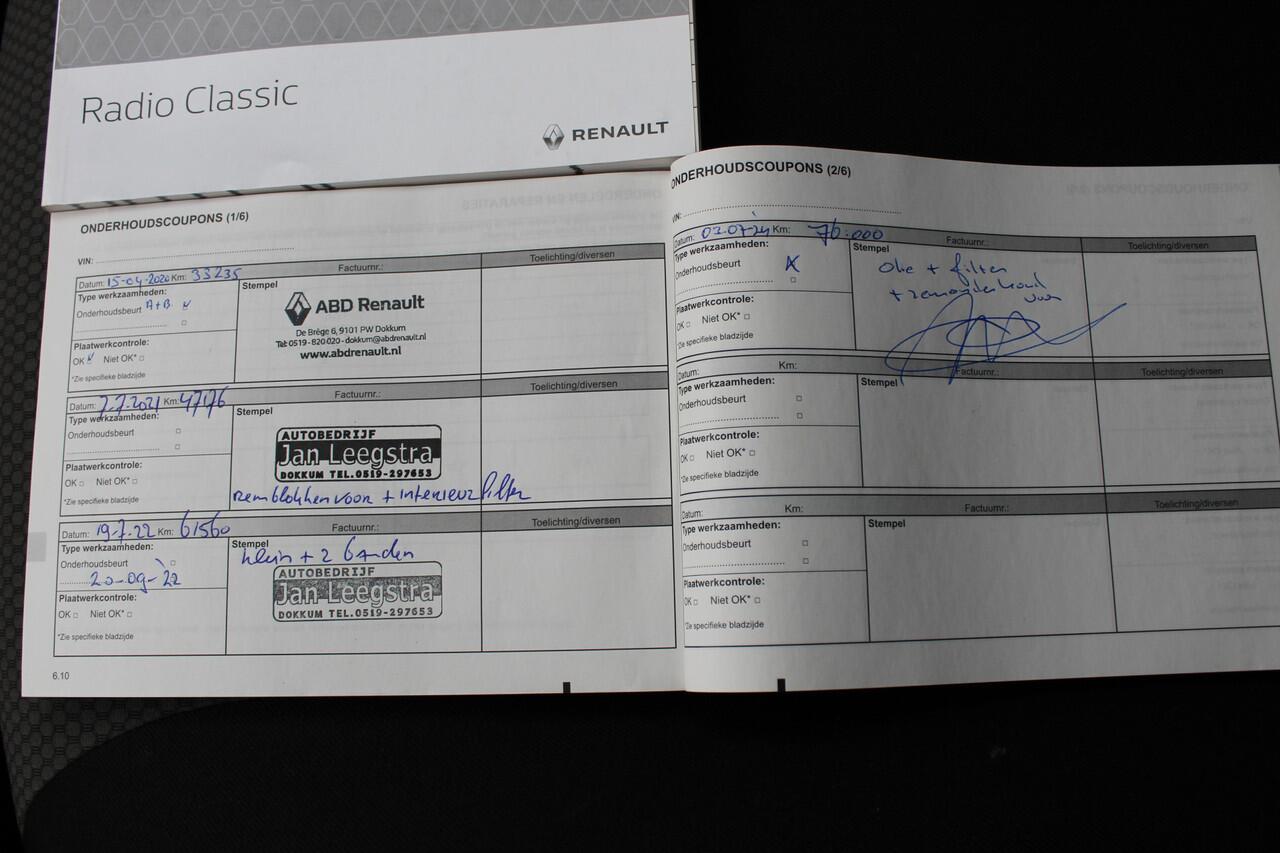 Radio Classic
RENAULT
ONDERHOUDSCOUPONS (1/6)
VIN:
Datum: 15-04-2020 Km: 33235
Factuurnr.:
Toelichting/diversen
Type werkzaamheden:
Onderhoudsbeurt A+B
Plaatwerkcontrole:
OK Niet OK*
*Zie specifieke bladzijde
Stempel
ABD Renault
De Brêge 6, 9101 PW Dokkum
Tel: 0519-820 020 - dokkum@abdrenault.nl
www.abdrenault.nl
Datum: 7-7-2021 Km: 47176
Factuurnr.:
Toelichting/diversen
Type werkzaamheden:
Onderhoudsbeurt
Plaatwerkcontrole:
OK Niet OK*
*Zie specifieke bladzijde
Stempel
AUTOBEDRIJF
Jan Leegstra
DOKKUM TEL.0519-297653
remblokken voor + interieur filter
Datum: 19-7-22 Km: 61560
Factuurnr.:
Toelichting/diversen
Type werkzaamheden:
Onderhoudsbeurt
20-09-22
Plaatwerkcontrole:
OK Niet OK*
*Zie specifieke bladzijde
Stempel
klein + 2 banden
AUTOBEDRIJF
Jan Leegstra
DOKKUM TEL.0519-297653
6.10
ONDERHOUDSCOUPONS (2/6)
VIN:
Datum: 02-07-24 Km: 76.000
Factuurnr.:
Toelichting/diversen
Type werkzaamheden:
Onderhoudsbeurt
Plaatwerkcontrole:
OK Niet OK*
*Zie specifieke bladzijde
Stempel
Olie + filter
+ remonderhoud
voor
Datum: Km:
Factuurnr.:
Toelichting/diversen
Type werkzaamheden:
Onderhoudsbeurt
Plaatwerkcontrole:
OK Niet OK*
*Zie specifieke bladzijde
Stempel
Datum: Km:
Factuurnr.:
Toelichting/diversen
Type werkzaamheden:
Onderhoudsbeurt
Plaatwerkcontrole:
OK Niet OK*
*Zie specifieke bladzijde
Stempel